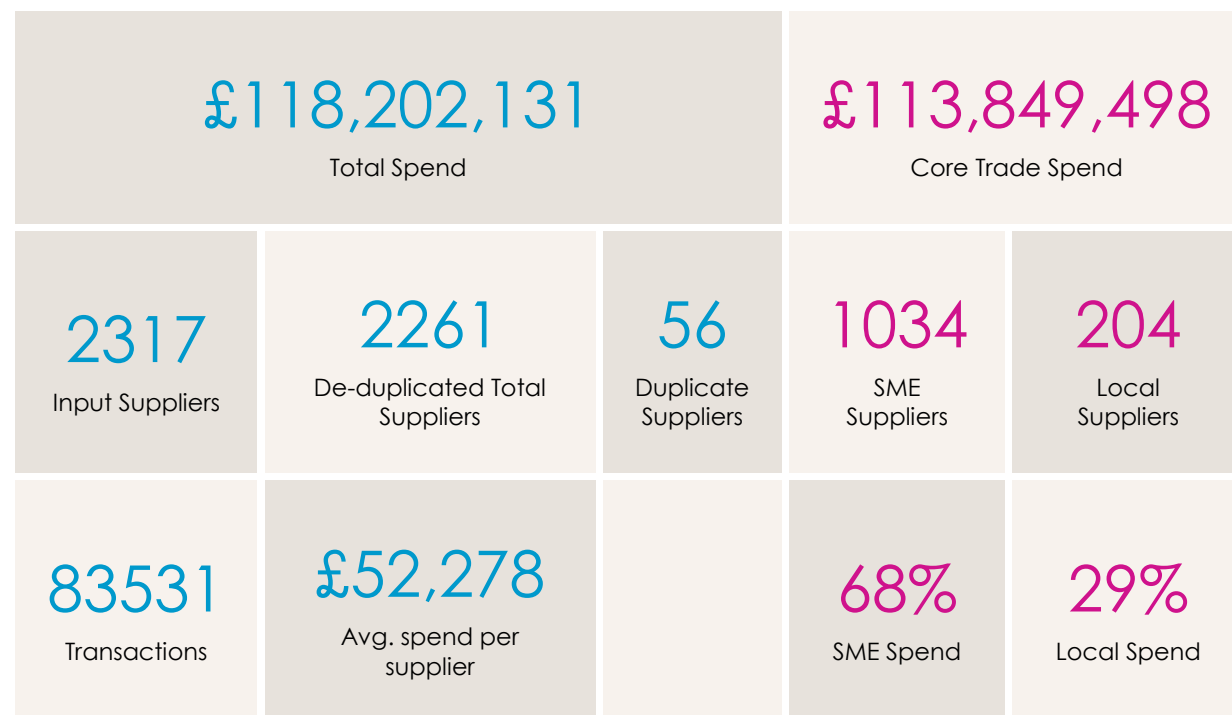 £118,202,131
Total Spend
£113,849,498
Core Trade Spend
2317
Input Suppliers
2261
De-duplicated Total
Suppliers
56
Duplicate
Suppliers
1034
SME
Suppliers
204
Local
Suppliers
83531
Transactions
£52,278
Avg. spend per
supplier
68%
SME Spend
29%
Local Spend